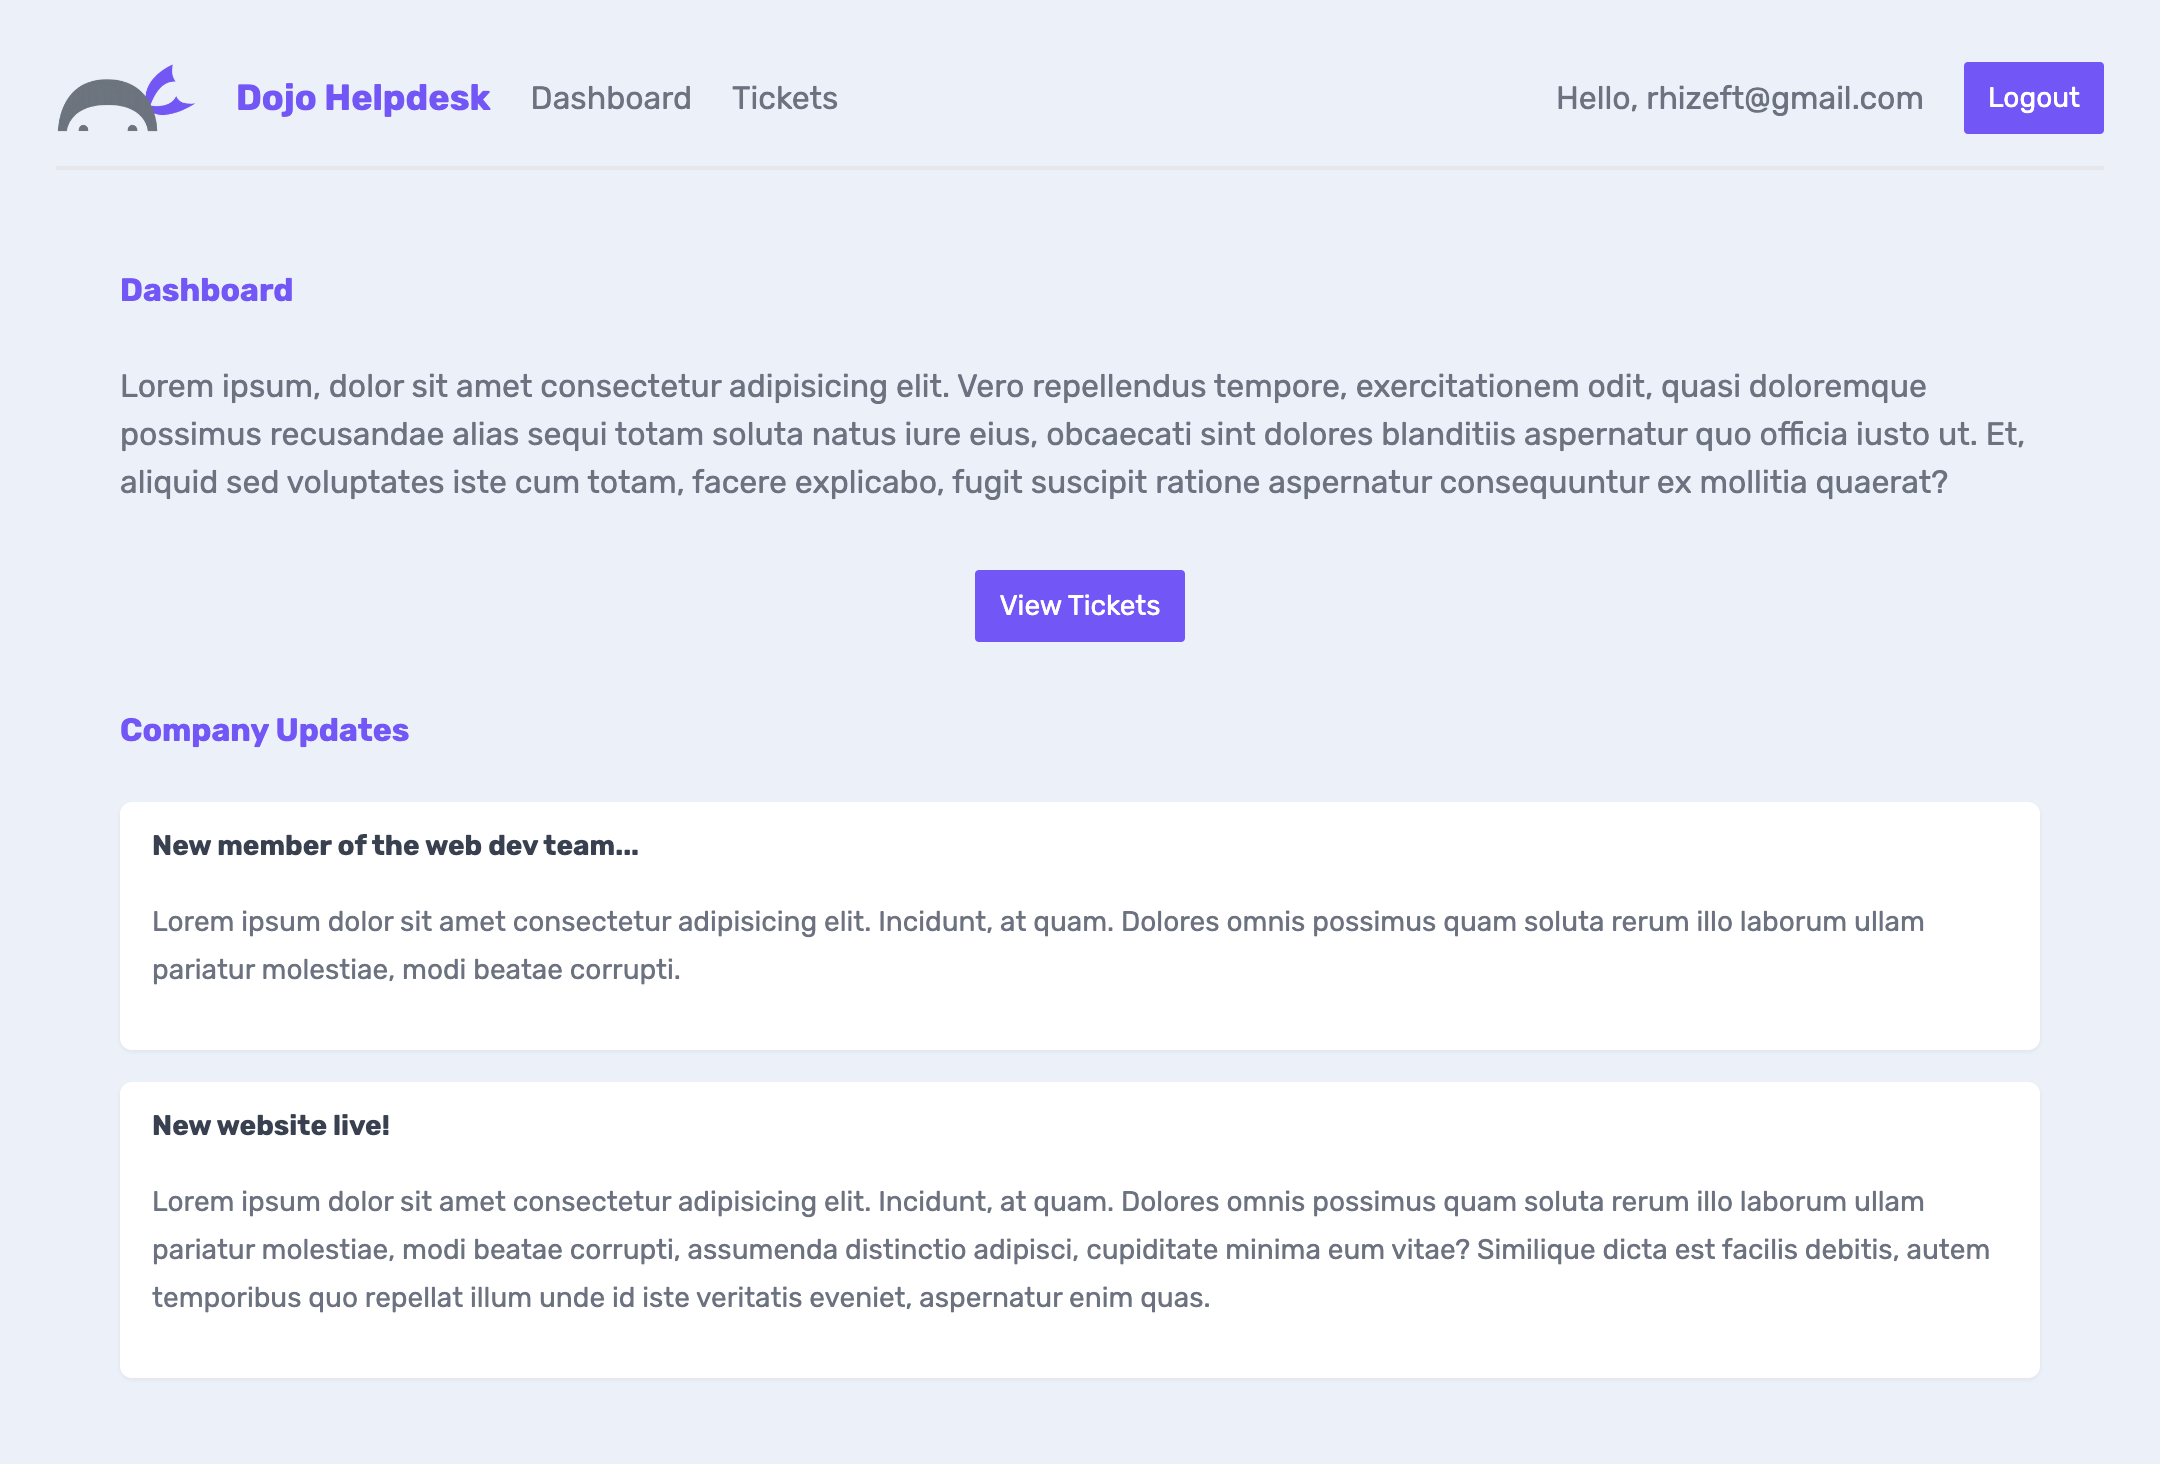 Dojo Helpdesk Dashboard Tickets Hello, rhizeft@gmail.com Logout
Dashboard
Lorem ipsum, dolor sit amet consectetur adipisicing elit. Vero repellendus tempore, exercitationem odit, quasi doloremque
possimus recusandae alias sequi totam soluta natus iure eius, obcaecati sint dolores blanditiis aspernatur quo officia iusto ut. Et,
aliquid sed voluptates iste cum totam, facere explicabo, fugit suscipit ratione aspernatur consequuntur ex mollitia quaerat?
View Tickets
Company Updates
New member of the web dev team...
Lorem ipsum dolor sit amet consectetur adipisicing elit. Incidunt, at quam. Dolores omnis possimus quam soluta rerum illo laborum ullam
pariatur molestiae, modi beatae corrupti.
New website live!
Lorem ipsum dolor sit amet consectetur adipisicing elit. Incidunt, at quam. Dolores omnis possimus quam soluta rerum illo laborum ullam
pariatur molestiae, modi beatae corrupti, assumenda distinctio adipisci, cupiditate minima eum vitae? Similique dicta est facilis debitis, autem
temporibus quo repellat illum unde id iste veritatis eveniet, aspernatur enim quas.